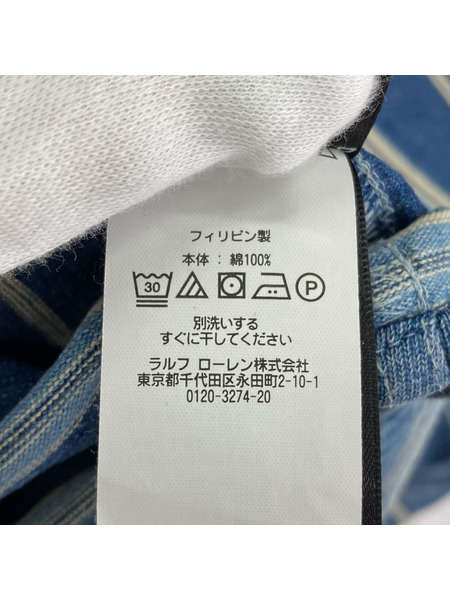 フィリピン製
本体 : 綿100%
30 P
別洗いする
すぐに干してください
ラルフ ローレン株式会社
東京都千代田区永田町2-10-1
0120-3274-20